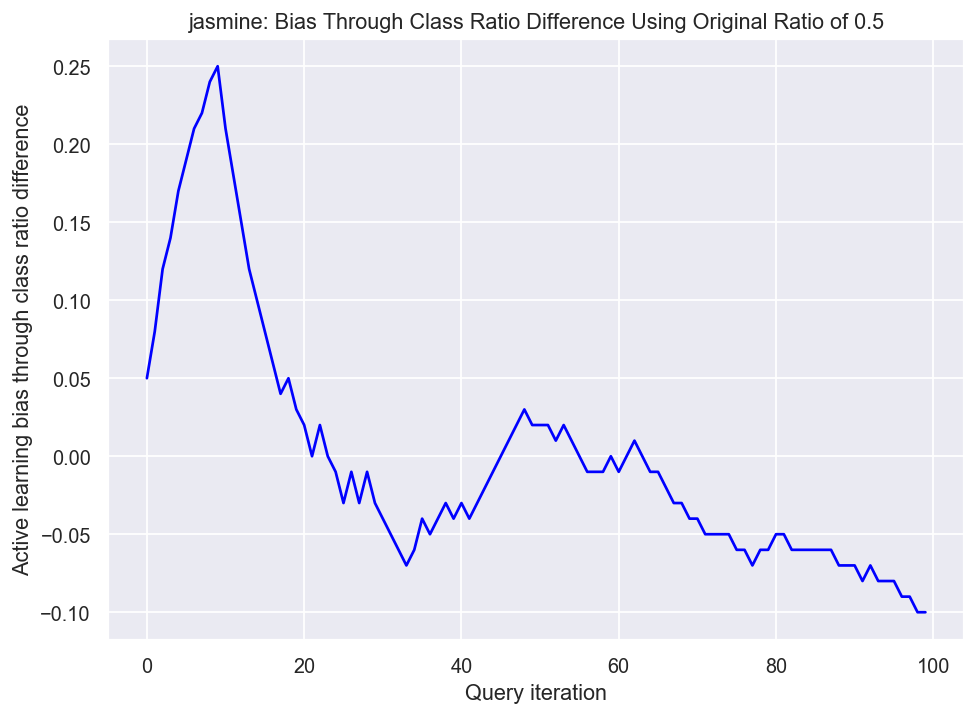 jasmine: Bias Through Class Ratio Difference Using Original Ratio of 0.5
Active learning bias through class ratio difference
0.25
0.20
0.15
0.10
0.05
0.00
−0.05
−0.10
0 20 40 60 80 100
Query iteration